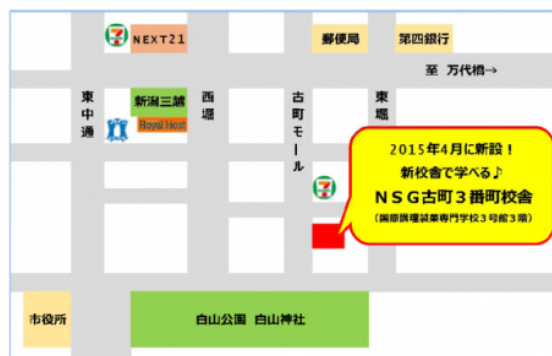 NEXT21
郵便局
第四銀行
至 万代橋→
東中通
新潟三越
Royal Host
西堀
古町モール
東堀
2015年4月に新設！
新校舎で学べる♪
NSG古町３番町校舎
（国際調理製菓専門学校３号館３階）
市役所
白山公園 白山神社